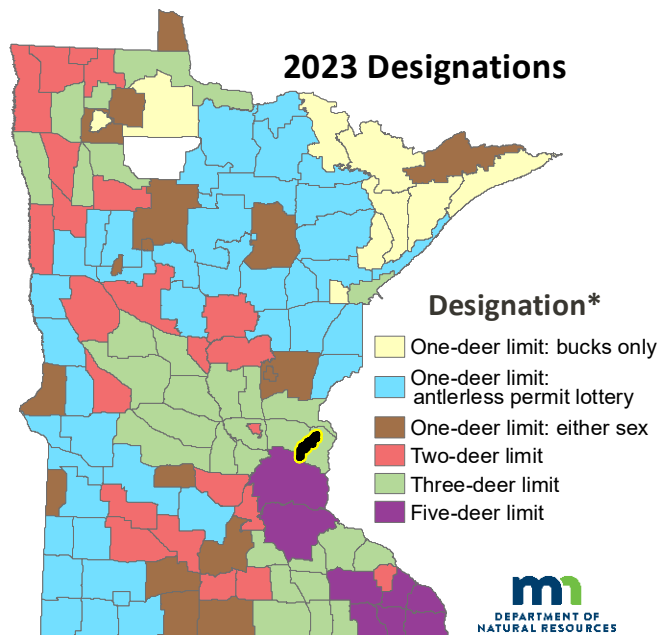 2023 Designations
Designation*
One-deer limit: bucks only
One-deer limit:
antlerless permit lottery
One-deer limit: either sex
Two-deer limit
Three-deer limit
Five-deer limit
mn
DEPARTMENT OF
NATURAL RESOURCES